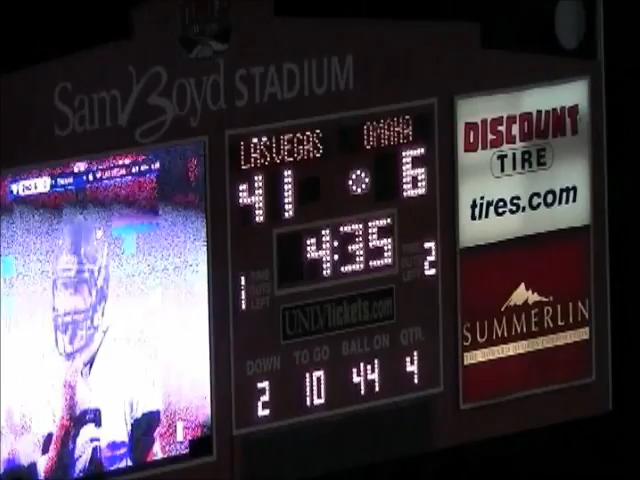 Sam Boyd STADIUM
LAS VEGAS OMAHA
41 6
4:35
1 TIME OUTS LEFT
TIME OUTS LEFT 2
UNLVtickets.com
DOWN TO GO BALL ON QTR.
2 10 44 4
DISCOUNT
TIRE
tires.com
SUMMERLIN